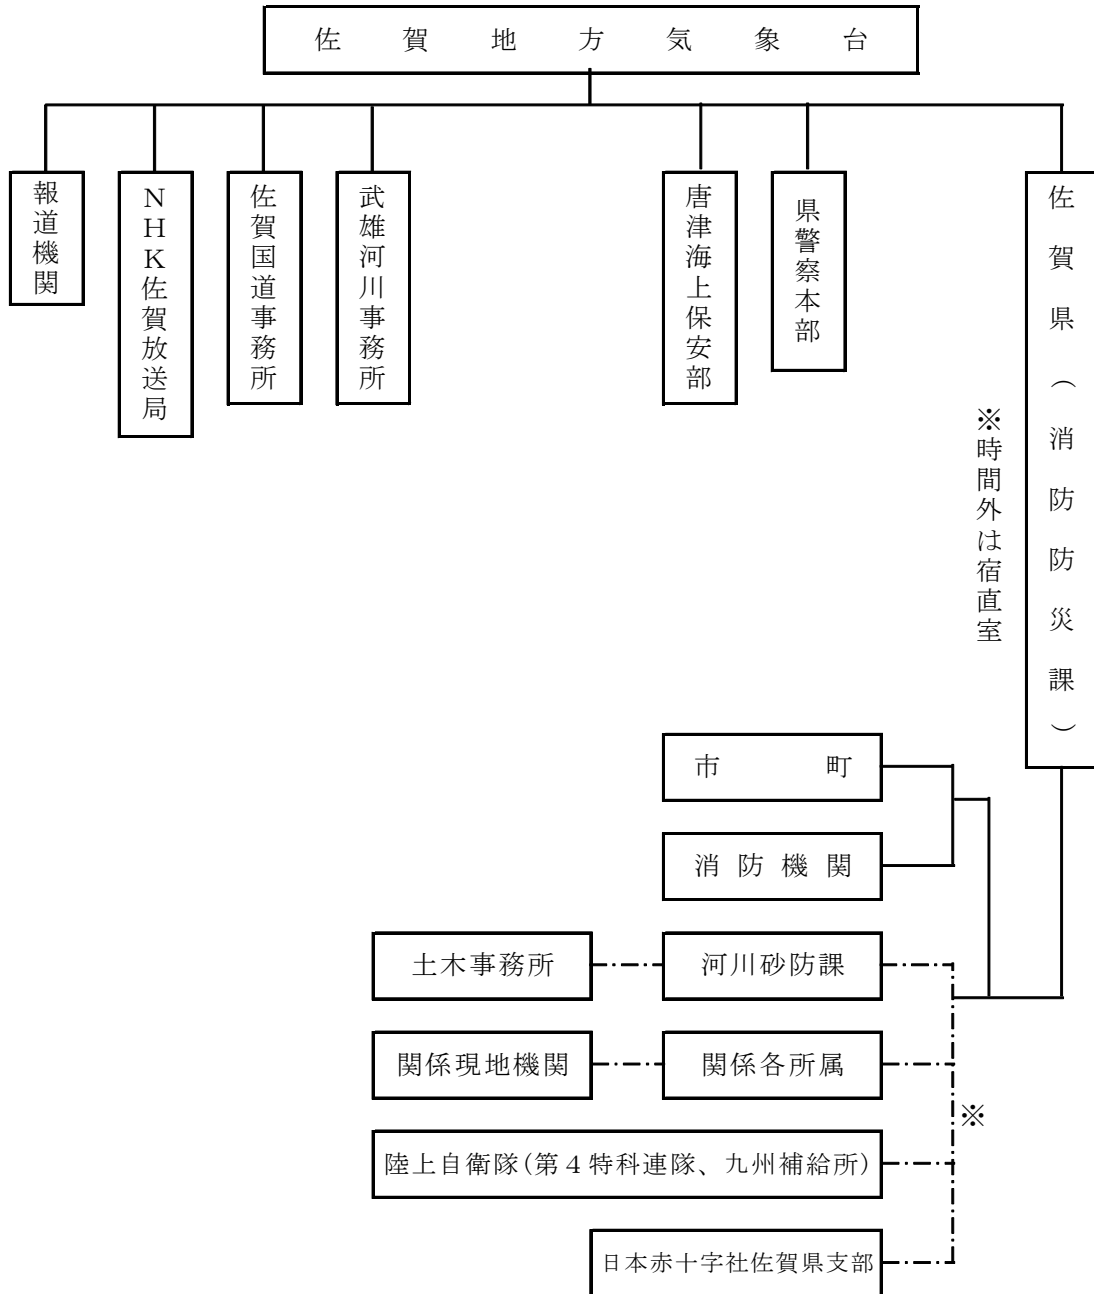 佐賀地方気象台
報道機関
NHK佐賀放送局
佐賀国道事務所
武雄河川事務所
唐津海上保安部
県警察本部
佐賀県(消防防災課)
※時間外は宿直室
市町
消防機関
土木事務所
河川砂防課
関係現地機関
関係各所属
※
陸上自衛隊(第4特科連隊、九州補給所)
日本赤十字社佐賀県支部